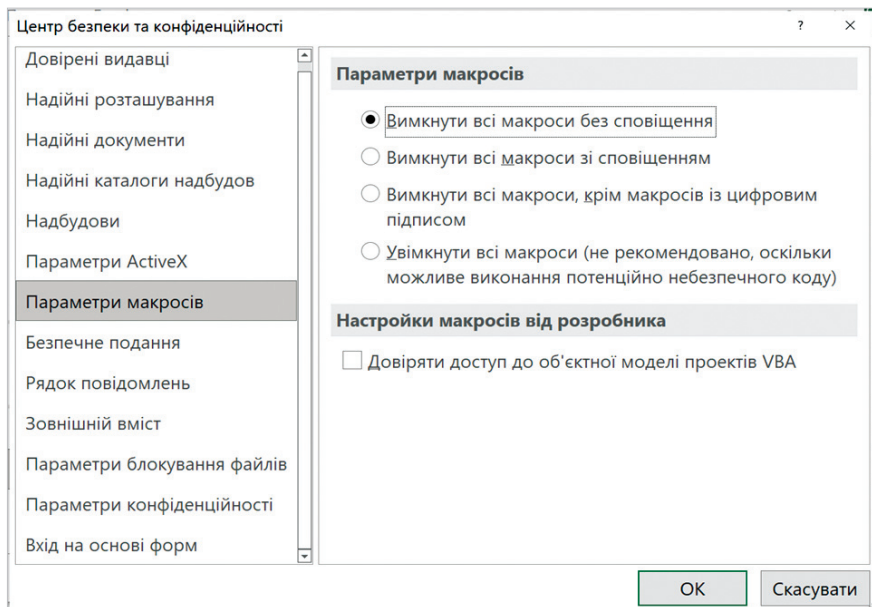 Центр безпеки та конфіденційності
Довірені видавці
Надійні розташування
Надійні документи
Надійні каталоги надбудов
Надбудови
Параметри ActiveX
Параметри макросів
Безпечне подання
Рядок повідомлень
Зовнішній вміст
Параметри блокування файлів
Параметри конфіденційності
Вхід на основі форм
Параметри макросів
Вимкнути всі макроси без сповіщення
Вимкнути всі макроси зі сповіщенням
Вимкнути всі макроси, крім макросів із цифровим
підписом
Увімкнути всі макроси (не рекомендовано, оскільки
можливе виконання потенційно небезпечного коду)
Настройки макросів від розробника
Довіряти доступ до об'єктної моделі проектів VBA
ОК
Скасувати